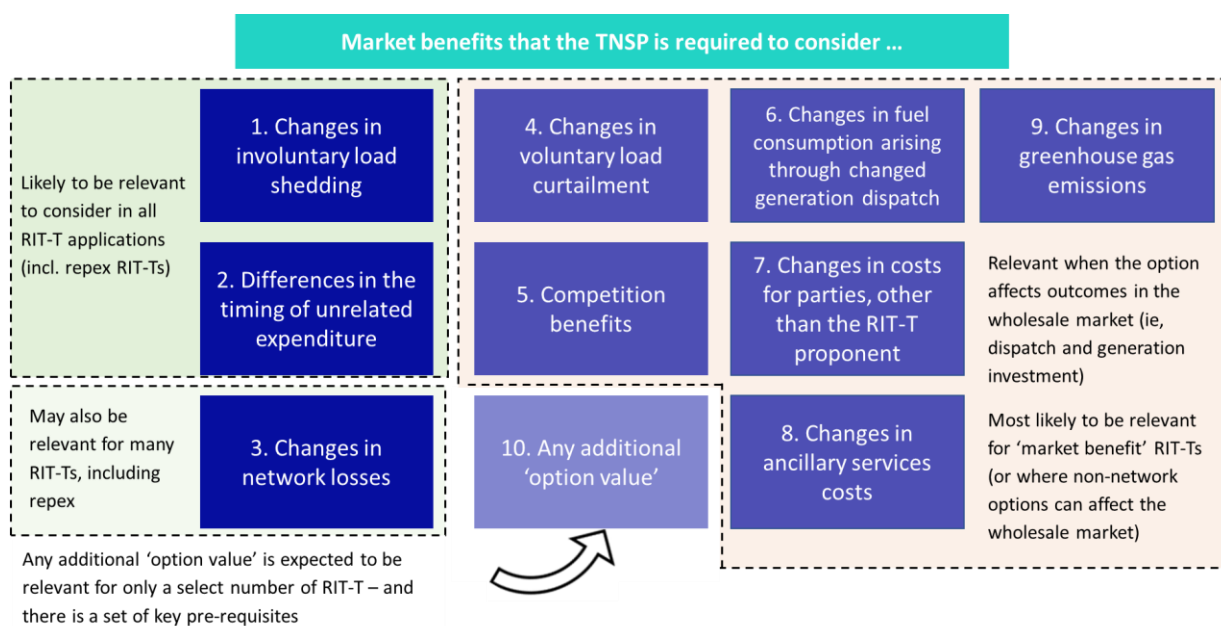 Market benefits that the TNSP is required to consider …
Likely to be relevant
to consider in all
RIT-T applications
(incl. repex RIT-Ts)
1. Changes in
involuntary load
shedding
2. Differences in the
timing of unrelated
expenditure
May also be
relevant for many
RIT-Ts, including
repex
3. Changes in
network losses
Any additional ‘option value’ is expected to be
relevant for only a select number of RIT-T – and
there is a set of key pre-requisites
4. Changes in
voluntary load
curtailment
5. Competition
benefits
10. Any additional
‘option value’
6. Changes in fuel
consumption arising
through changed
generation dispatch
7. Changes in costs
for parties, other
than the RIT-T
proponent
8. Changes in
ancillary services
costs
9. Changes in
greenhouse gas
emissions
Relevant when the option
affects outcomes in the
wholesale market (ie,
dispatch and generation
investment)
Most likely to be relevant
for ‘market benefit’ RIT-Ts
(or where non-network
options can affect the
wholesale market)